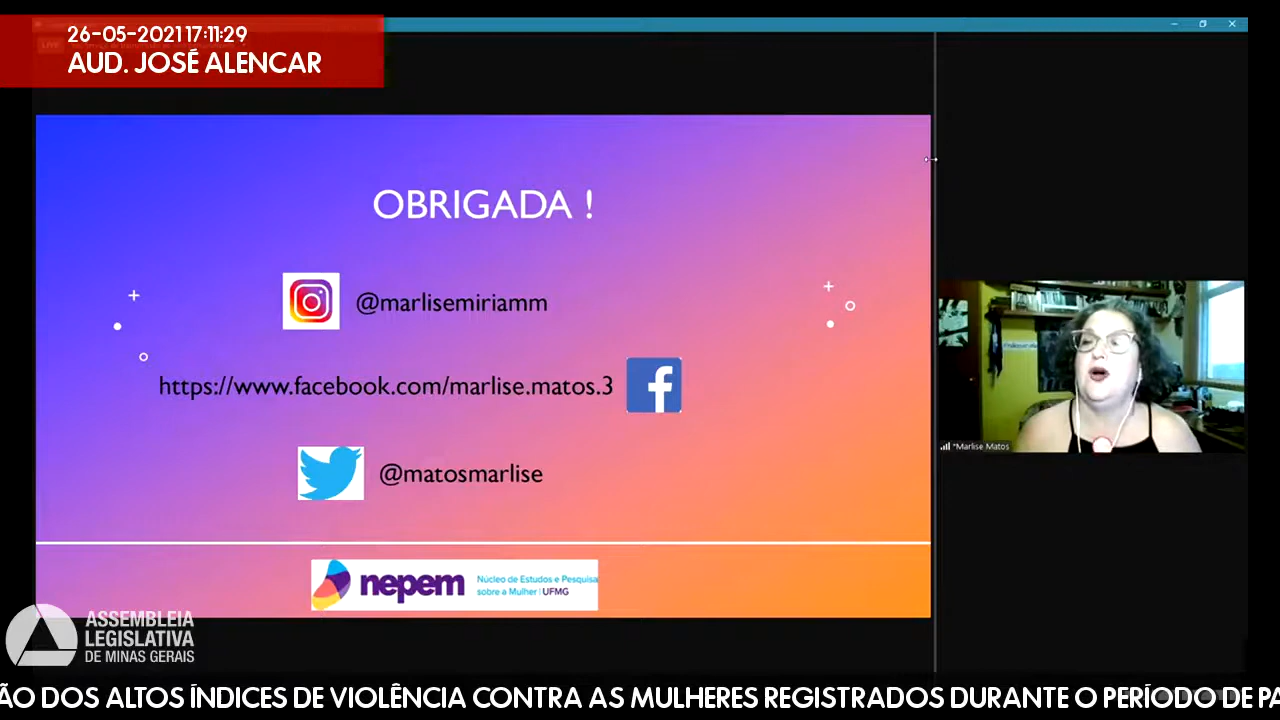 26-05-2021 17:11:29
AUD. JOSÉ ALENCAR
OBRIGADA !
@marlisemiriamm
https://www.facebook.com/marlise.matos.3
@matosmarlise
nepem
Núcleo de Estudos e Pesquisa
sobre a Mulher | UFMG
*Marlise Matos
ASSEMBLEIA
LEGISLATIVA
DE MINAS GERAIS
ÃO DOS ALTOS ÍNDICES DE VIOLÊNCIA CONTRA AS MULHERES REGISTRADOS DURANTE O PERÍODO DE PA